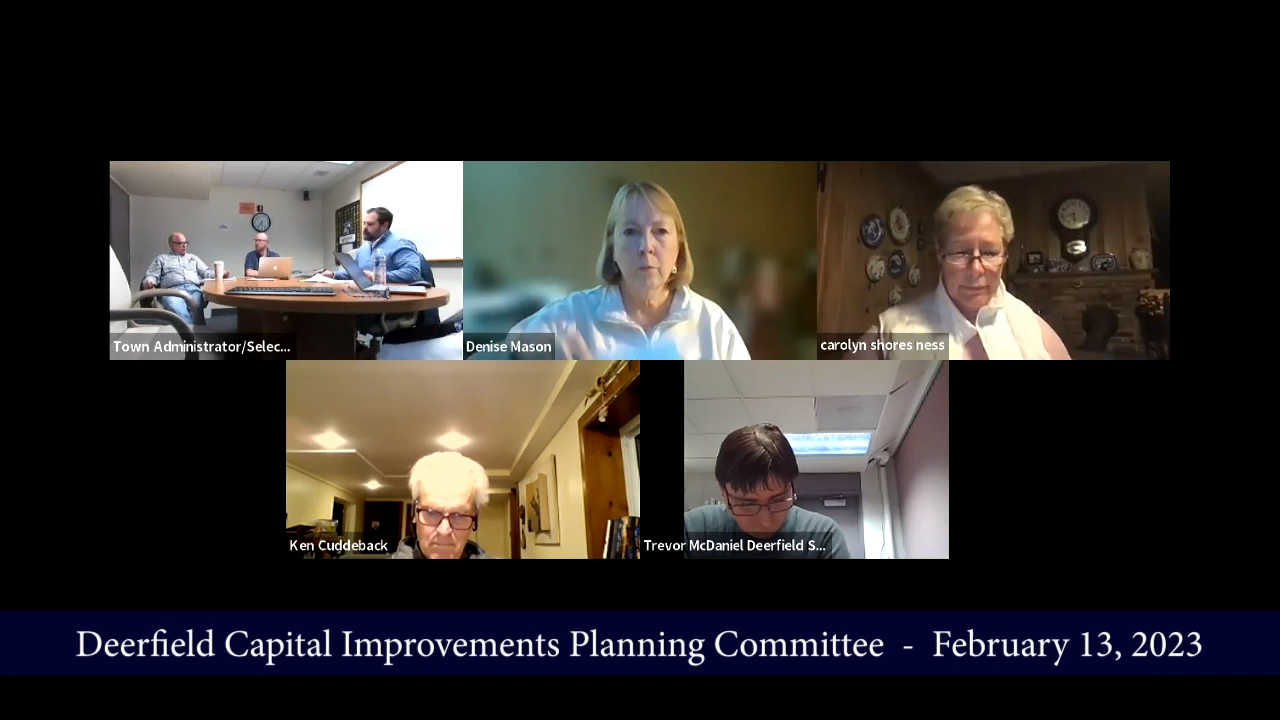 Town Administrator/Selec...
Denise Mason
carolyn shores ness
Ken Cuddeback
Trevor McDaniel Deerfield S...
Deerfield Capital Improvements Planning Committee - February 13, 2023